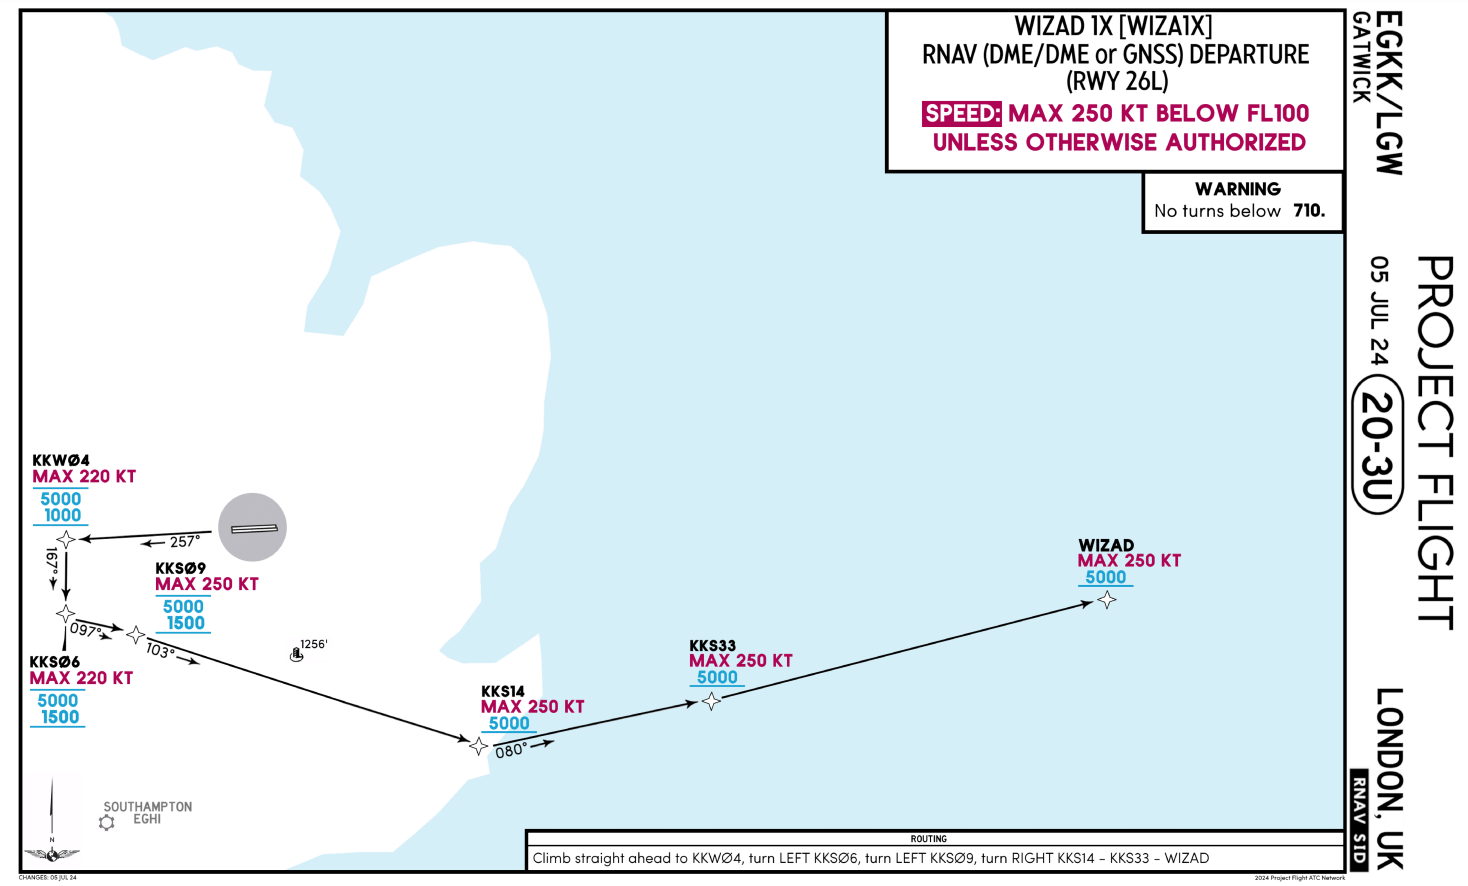 WIZAD 1X [WIZA1X]
RNAV (DME/DME or GNSS) DEPARTURE
(RWY 26L)
SPEED: MAX 250 KT BELOW FL100
UNLESS OTHERWISE AUTHORIZED
WARNING
No turns below 710.
EGKK/LGW
GATWICK
05 JUL 24
20-3U
PROJECT FLIGHT
LONDON, UK
RNAV SID
KKWØ4
MAX 220 KT
5000
1000
257°
167°
KKSØ9
MAX 250 KT
5000
1500
097°
103°
1256'
KKSØ6
MAX 220 KT
5000
1500
KKS14
MAX 250 KT
5000
080°
KKS33
MAX 250 KT
5000
WIZAD
MAX 250 KT
5000
SOUTHAMPTON
EGHI
N
ROUTING
Climb straight ahead to KKWØ4, turn LEFT KKSØ6, turn LEFT KKSØ9, turn RIGHT KKS14 - KKS33 - WIZAD
CHANGES: 05 JUL 24
2024 Project Flight ATC Network